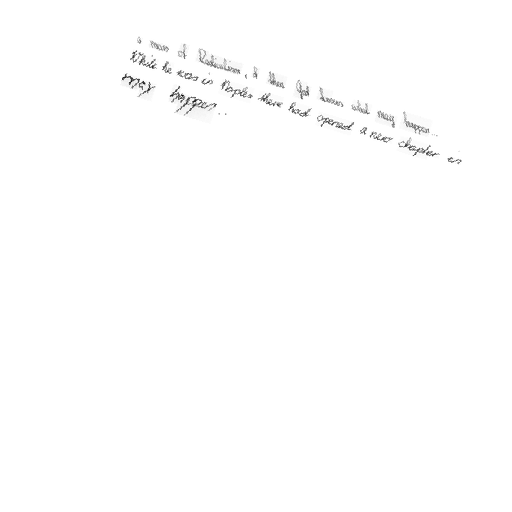 a man of Radicalism, & then God knows what may happen...
While he was in Naples there had opened a new chapter in
may happen..